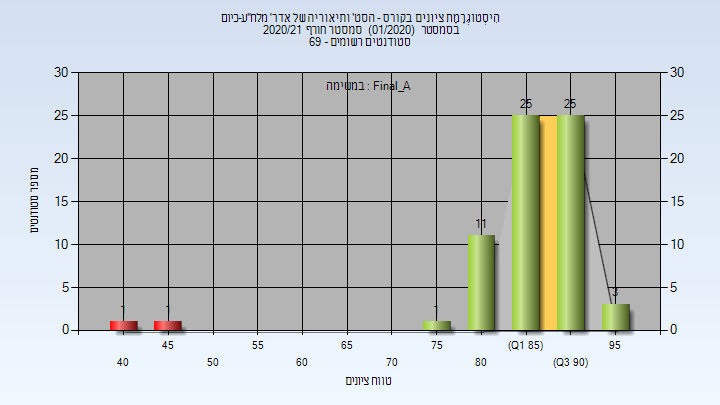 היסטוגרמת ציונים בקורס - הסט' ותיאוריה של אדר' מלח"ע-כיום
בסמסטר (01/2020) סמסטר חורף 2020/21
סטודנטים רשומים - 69
במשימה : Final_A
מספר סטודנטים
30 30
25 25 25 25
20 20
15 15
10 11 10
5 5
1 1 1 3
0 0
45 55 65 75 (Q1 85) 95
40 50 60 70 80 (Q3 90)
טווח ציונים